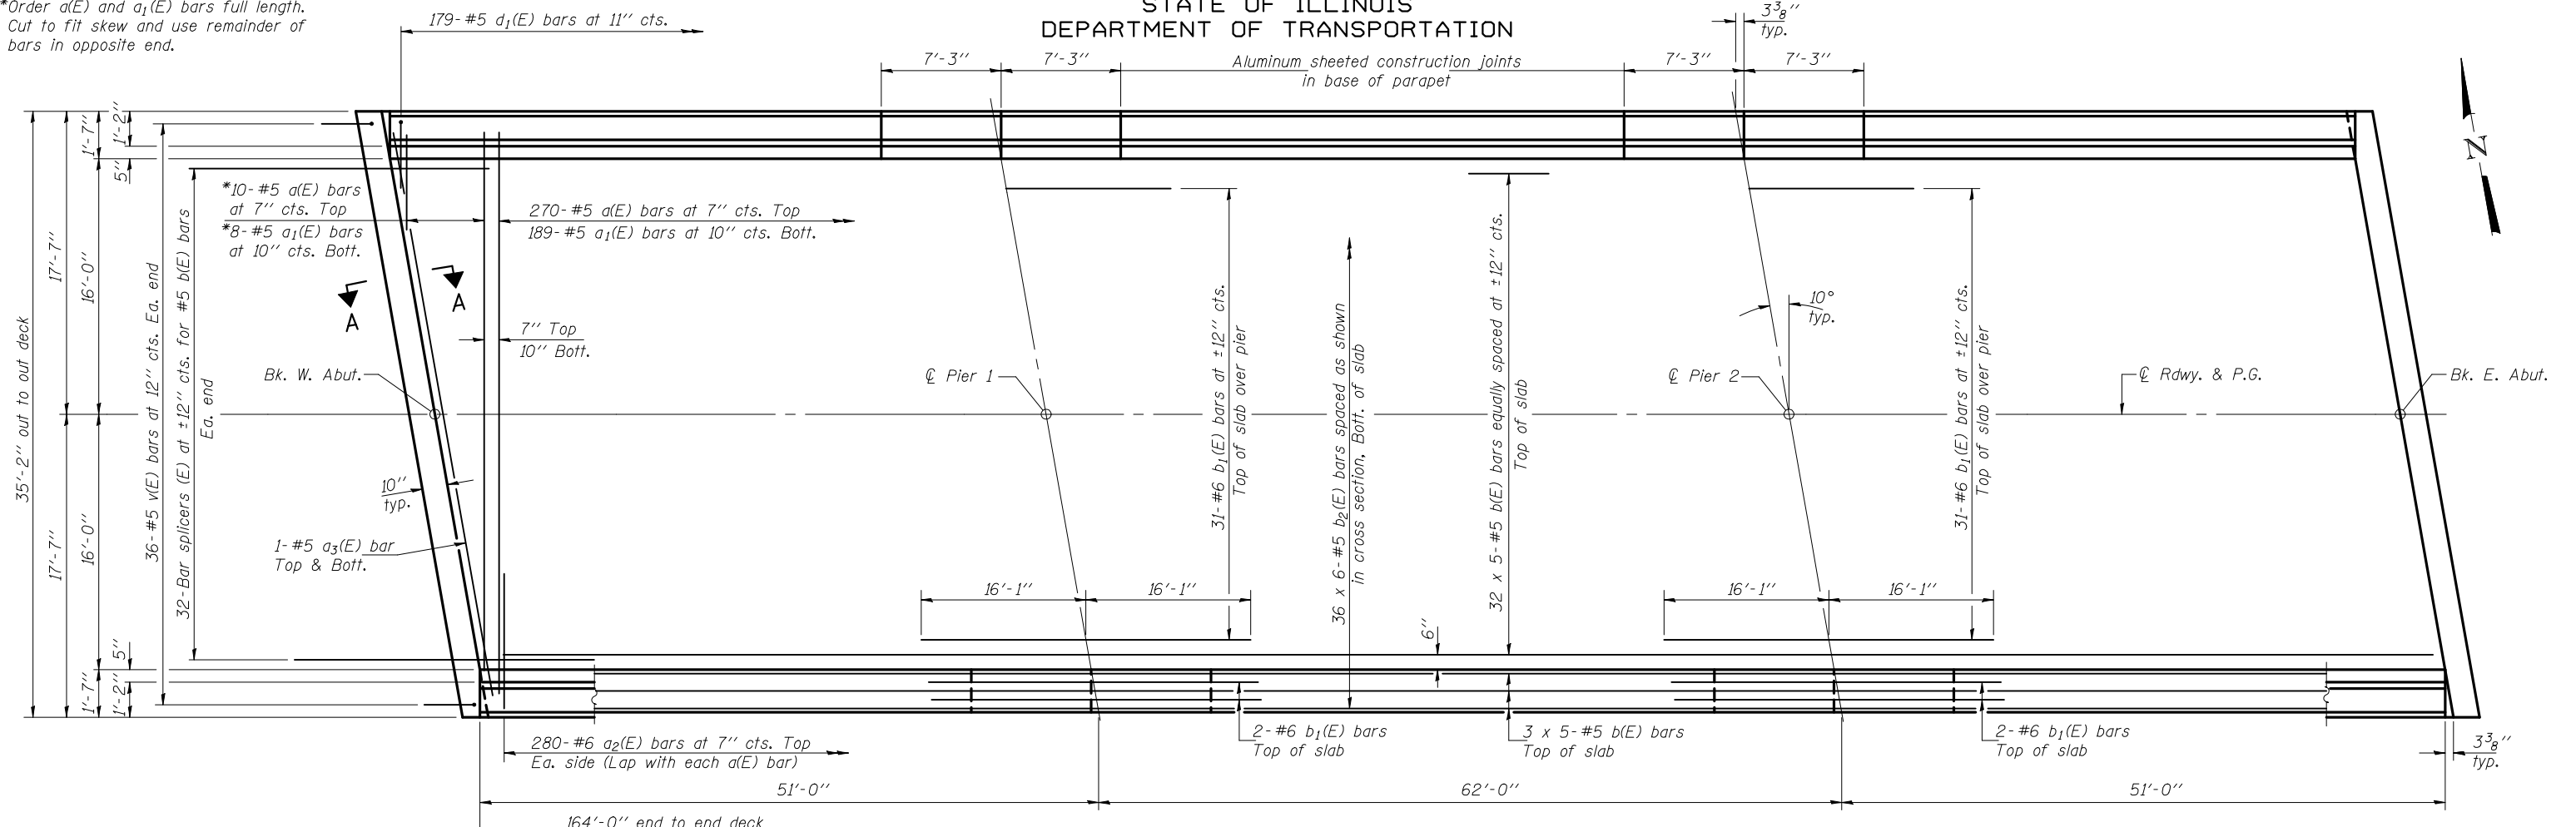 *Order a(E) and a1(E) bars full length.
Cut to fit skew and use remainder of
bars in opposite end.
STATE OF ILLINOIS
DEPARTMENT OF TRANSPORTATION
179-#5 d1(E) bars at 11" cts.
3 3/8"
typ.
7'-3"
7'-3"
Aluminum sheeted construction joints
in base of parapet
7'-3"
7'-3"
35'-2" out to out deck
17'-7"
17'-7"
1'-7"
16'-0"
16'-0"
1'-7"
1'-2"
5"
5"
1'-2"
36-#5 v(E) bars at 12" cts. Ea. end
32-Bar splicers (E) at ±12" cts. for #5 b(E) bars
Ea. end
*10-#5 a(E) bars
at 7" cts. Top
*8-#5 a1(E) bars
at 10" cts. Bott.
270-#5 a(E) bars at 7" cts. Top
189-#5 a1(E) bars at 10" cts. Bott.
A
A
7" Top
10" Bott.
Bk. W. Abut.
10"
typ.
1-#5 a3(E) bar
Top & Bott.
℄ Pier 1
℄ Pier 2
10°
typ.
℄ Rdwy. & P.G.
Bk. E. Abut.
N
31-#6 b1(E) bars at ±12" cts.
Top of slab over pier
36 x 6-#5 b2(E) bars spaced as shown
in cross section, Bott. of slab
32 x 5-#5 b(E) bars equally spaced at ±12" cts.
Top of slab
31-#6 b1(E) bars at ±12" cts.
Top of slab over pier
16'-1"
16'-1"
16'-1"
16'-1"
6"
280-#6 a2(E) bars at 7" cts. Top
Ea. side (Lap with each a(E) bar)
2-#6 b1(E) bars
Top of slab
3 x 5-#5 b(E) bars
Top of slab
2-#6 b1(E) bars
Top of slab
3 3/8"
typ.
51'-0"
62'-0"
51'-0"
164'-0" end to end deck